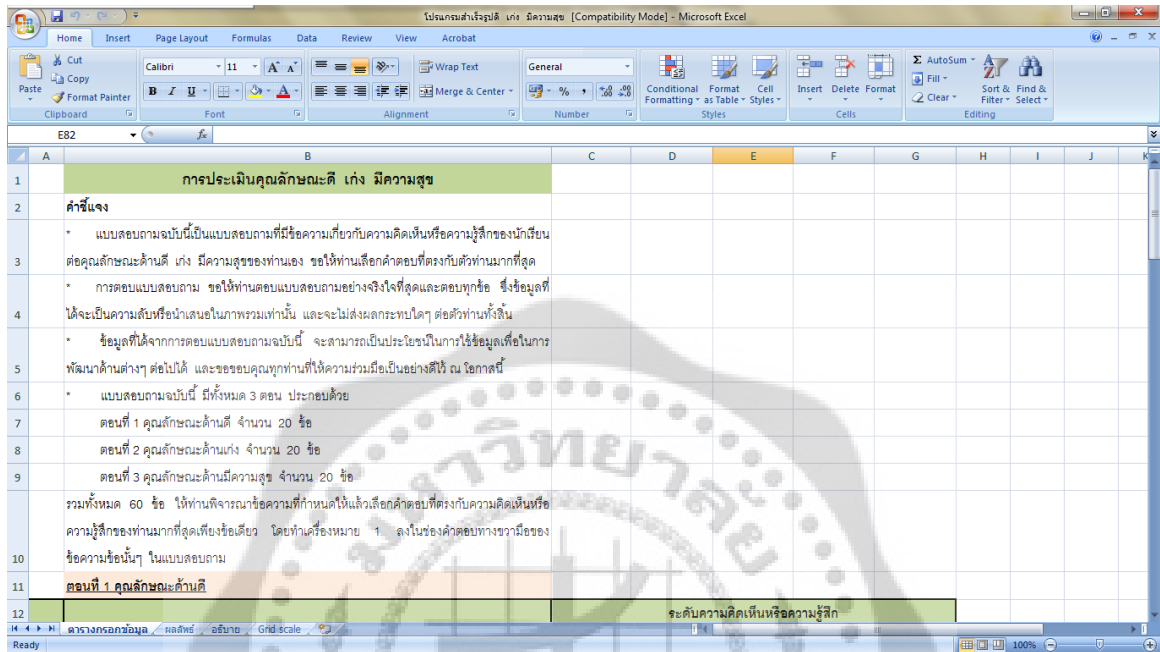 โปรแกรมสำเร็จรูปดี เก่ง มีความสุข [Compatibility Mode] - Microsoft Excel
Home Insert Page Layout Formulas Data Review View Acrobat
Cut
Copy
Format Painter
Paste
Clipboard
Calibri 11
B I U
Font
Wrap Text
Merge & Center
Alignment
General
Number
Conditional Formatting
Format as Table
Cell Styles
Styles
Insert Delete Format
Cells
AutoSum
Fill
Clear
Sort & Filter
Find & Select
Editing
E82 fx
A B C D E F G H I J K
1 การประเมินคุณลักษณะดี เก่ง มีความสุข
2 คำชี้แจง
* แบบสอบถามฉบับนี้เป็นแบบสอบถามที่มีข้อความเกี่ยวกับความคิดเห็นหรือความรู้สึกของนักเรียน
3 ต่อคุณลักษณะด้านดี เก่ง มีความสุขของท่านเอง ขอให้ท่านเลือกคำตอบที่ตรงกับตัวท่านมากที่สุด
* การตอบแบบสอบถาม ขอให้ท่านตอบแบบสอบถามอย่างจริงใจที่สุดและตอบทุกข้อ ซึ่งข้อมูลที่
4 ได้จะเป็นความลับหรือนำเสนอในภาพรวมเท่านั้น และจะไม่ส่งผลกระทบใดๆ ต่อตัวท่านทั้งสิ้น
* ข้อมูลที่ได้จากการตอบแบบสอบถามฉบับนี้ จะสามารถเป็นประโยชน์ในการใช้ข้อมูลเพื่อในการ
5 พัฒนาด้านต่างๆ ต่อไปได้ และขอขอบคุณทุกท่านที่ให้ความร่วมมือเป็นอย่างดีไว้ ณ โอกาสนี้
6 * แบบสอบถามฉบับนี้ มีทั้งหมด 3 ตอน ประกอบด้วย
7 ตอนที่ 1 คุณลักษณะด้านดี จำนวน 20 ข้อ
8 ตอนที่ 2 คุณลักษณะด้านเก่ง จำนวน 20 ข้อ
9 ตอนที่ 3 คุณลักษณะด้านมีความสุข จำนวน 20 ข้อ
รวมทั้งหมด 60 ข้อ ให้ท่านพิจารณาข้อความที่กำหนดให้แล้วเลือกคำตอบที่ตรงกับความคิดเห็นหรือ
ความรู้สึกของท่านมากที่สุดเพียงข้อเดียว โดยทำเครื่องหมาย 1 ลงในช่องคำตอบทางขวามือของ
10 ข้อความข้อนั้นๆ ในแบบสอบถาม
11 ตอนที่ 1 คุณลักษณะด้านดี
12 ระดับความคิดเห็นหรือความรู้สึก
ตารางกรอกข้อมูล ผลลัพธ์ อธิบาย Grid scale
Ready 100%